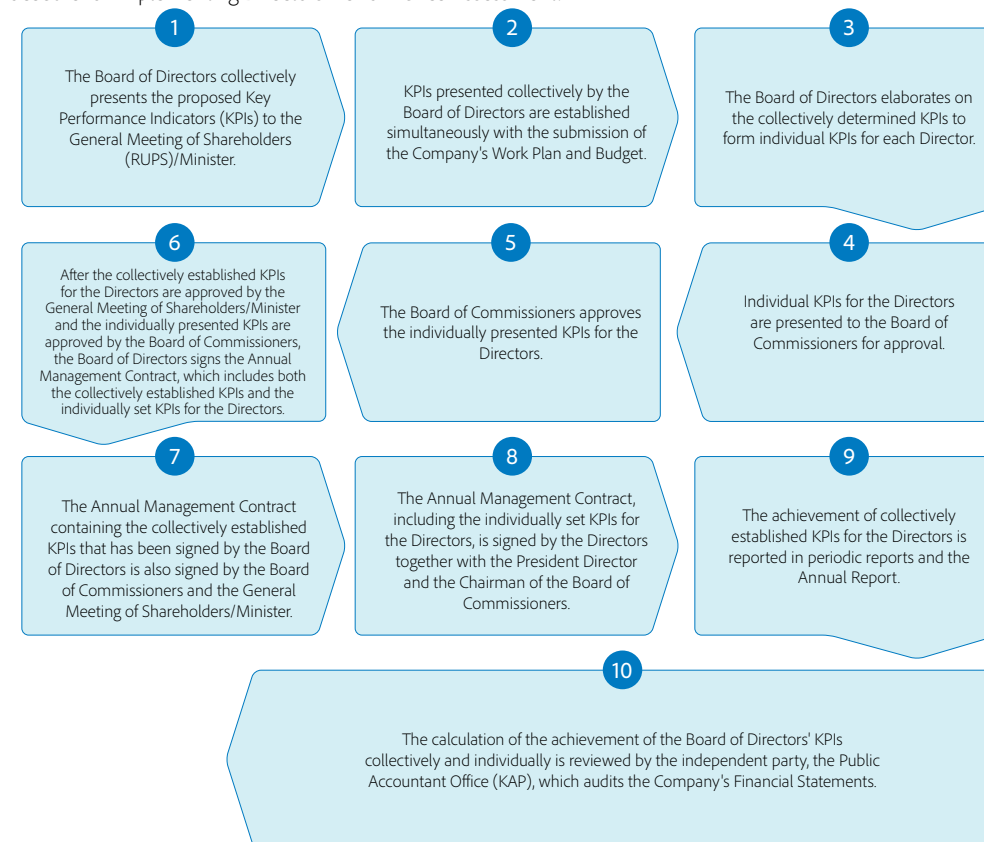 1
The Board of Directors collectively
presents the proposed Key
Performance Indicators (KPIs) to the
General Meeting of Shareholders
(RUPS)/Minister.
2
KPIs presented collectively by the
Board of Directors are established
simultaneously with the submission of
the Company's Work Plan and Budget.
3
The Board of Directors elaborates on
the collectively determined KPIs to
form individual KPIs for each Director.
4
Individual KPIs for the Directors
are presented to the Board of
Commissioners for approval.
5
The Board of Commissioners approves
the individually presented KPIs for the
Directors.
6
After the collectively established KPIs
for the Directors are approved by the
General Meeting of Shareholders/Minister
and the individually presented KPIs are
approved by the Board of Commissioners,
the Board of Directors signs the Annual
Management Contract, which includes both
the collectively established KPIs and the
individually set KPIs for the Directors.
7
The Annual Management Contract
containing the collectively established
KPIs that has been signed by the Board
of Directors is also signed by the Board
of Commissioners and the General
Meeting of Shareholders/Minister.
8
The Annual Management Contract,
including the individually set KPIs for
the Directors, is signed by the Directors
together with the President Director
and the Chairman of the Board of
Commissioners.
9
The achievement of collectively
established KPIs for the Directors is
reported in periodic reports and the
Annual Report.
10
The calculation of the achievement of the Board of Directors' KPIs
collectively and individually is reviewed by the independent party, the Public
Accountant Office (KAP), which audits the Company's Financial Statements.